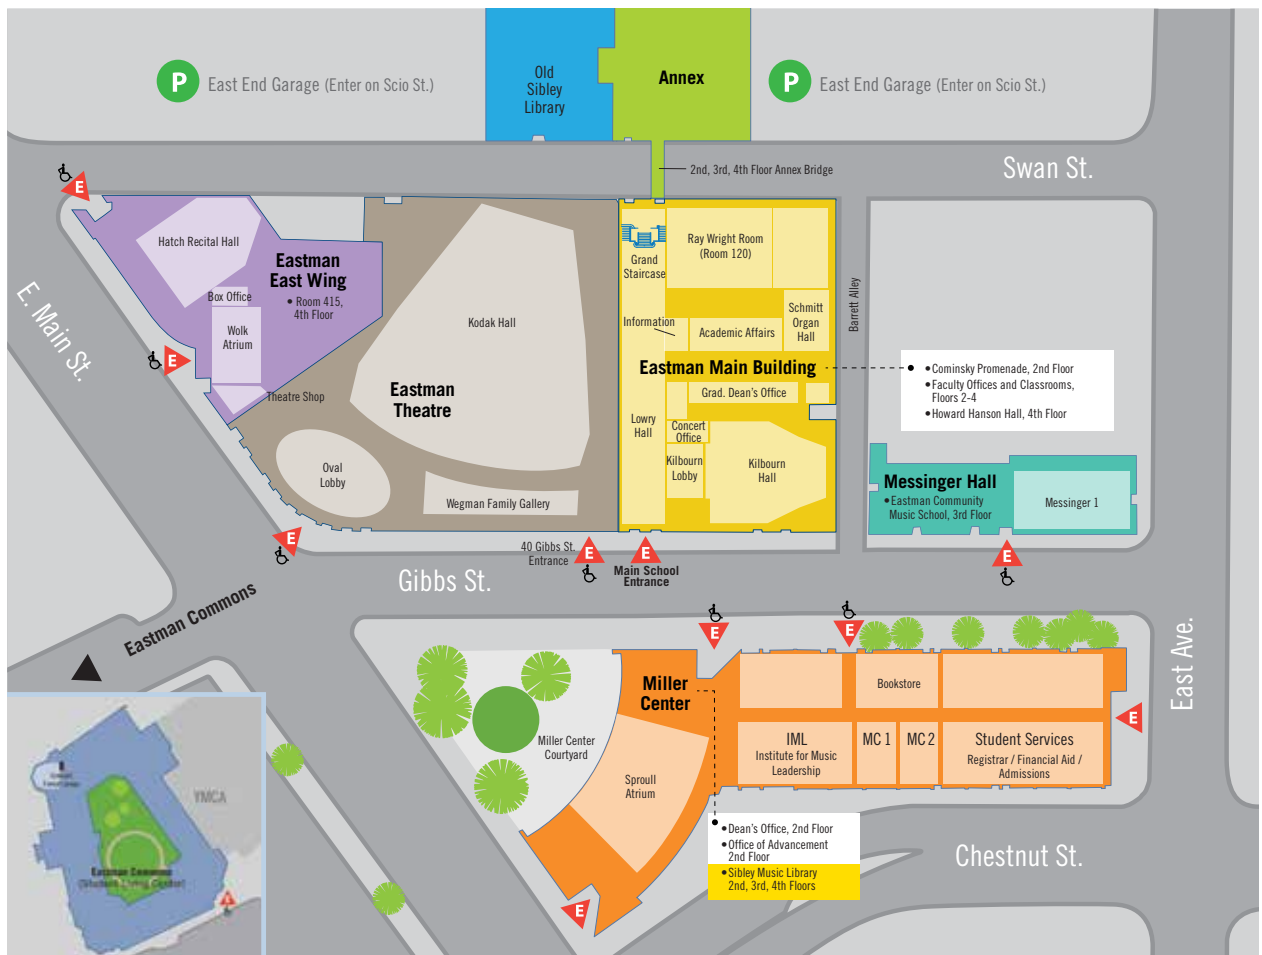 P East End Garage (Enter on Scio St.)
Old
Sibley
Library
Annex
P East End Garage (Enter on Scio St.)
2nd, 3rd, 4th Floor Annex Bridge
Swan St.
E
Hatch Recital Hall
Eastman
East Wing
• Room 415,
4th Floor
Box Office
Wolk
Atrium
E
Theatre Shop
E. Main St.
Kodak Hall
Eastman
Theatre
Oval
Lobby
Wegman Family Gallery
E
Grand
Staircase
Ray Wright Room
(Room 120)
Information
Academic Affairs
Schmitt
Organ
Hall
Eastman Main Building
Grad. Dean's Office
Lowry
Hall
Concert
Office
Kilbourn
Lobby
Kilbourn
Hall
Barrett Alley
• Cominsky Promenade, 2nd Floor
• Faculty Offices and Classrooms,
Floors 2-4
• Howard Hanson Hall, 4th Floor
Messinger Hall
• Eastman Community
Music School, 3rd Floor
Messinger 1
40 Gibbs St.
Entrance
E
E
Main School
Entrance
E
Gibbs St.
Eastman Commons
E
E
East Ave.
Miller
Center
Bookstore
E
Miller Center
Courtyard
Sproull
Atrium
IML
Institute for Music
Leadership
MC 1
MC 2
Student Services
Registrar / Financial Aid /
Admissions
• Dean's Office, 2nd Floor
• Office of Advancement
2nd Floor
• Sibley Music Library
2nd, 3rd, 4th Floors
Chestnut St.
E
YMCA
Eastman Commons
(Student Living Center)
E